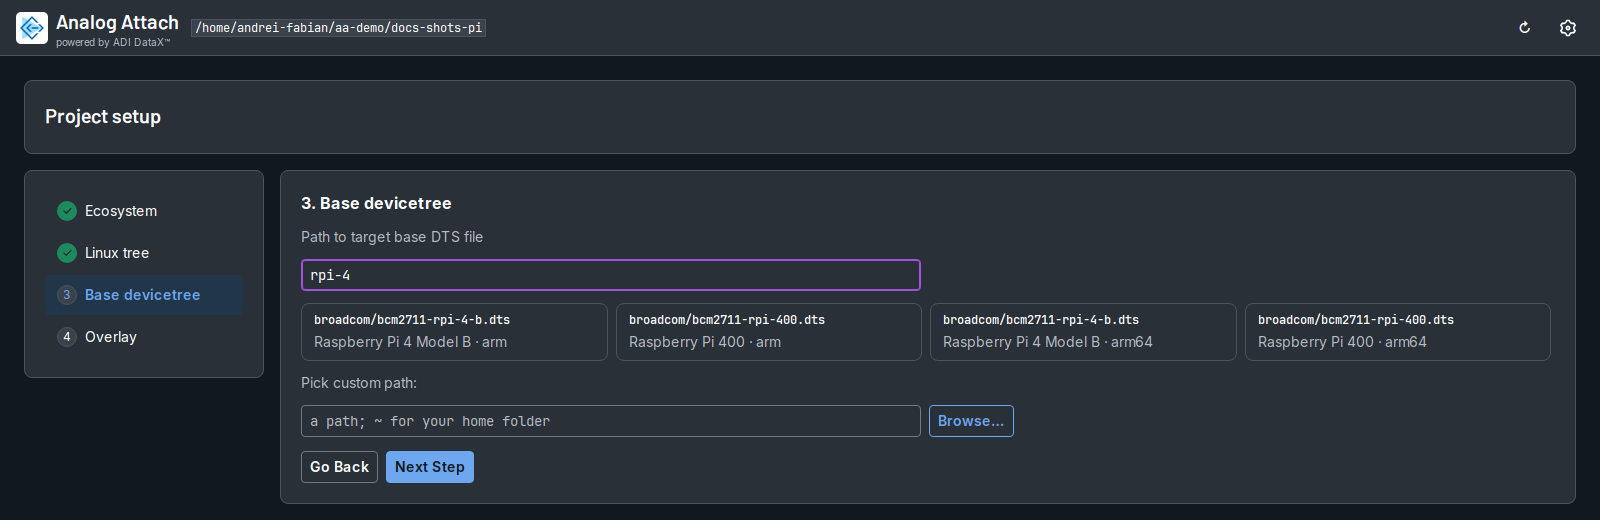 Analog Attach
powered by ADI DataX™
/home/andrei-fabian/aa-demo/docs-shots-pi
Project setup
Ecosystem
Linux tree
3 Base devicetree
4 Overlay
3. Base devicetree
Path to target base DTS file
rpi-4
broadcom/bcm2711-rpi-4-b.dts
Raspberry Pi 4 Model B · arm
broadcom/bcm2711-rpi-400.dts
Raspberry Pi 400 · arm
broadcom/bcm2711-rpi-4-b.dts
Raspberry Pi 4 Model B · arm64
broadcom/bcm2711-rpi-400.dts
Raspberry Pi 400 · arm64
Pick custom path:
a path; ~ for your home folder
Browse...
Go Back
Next Step